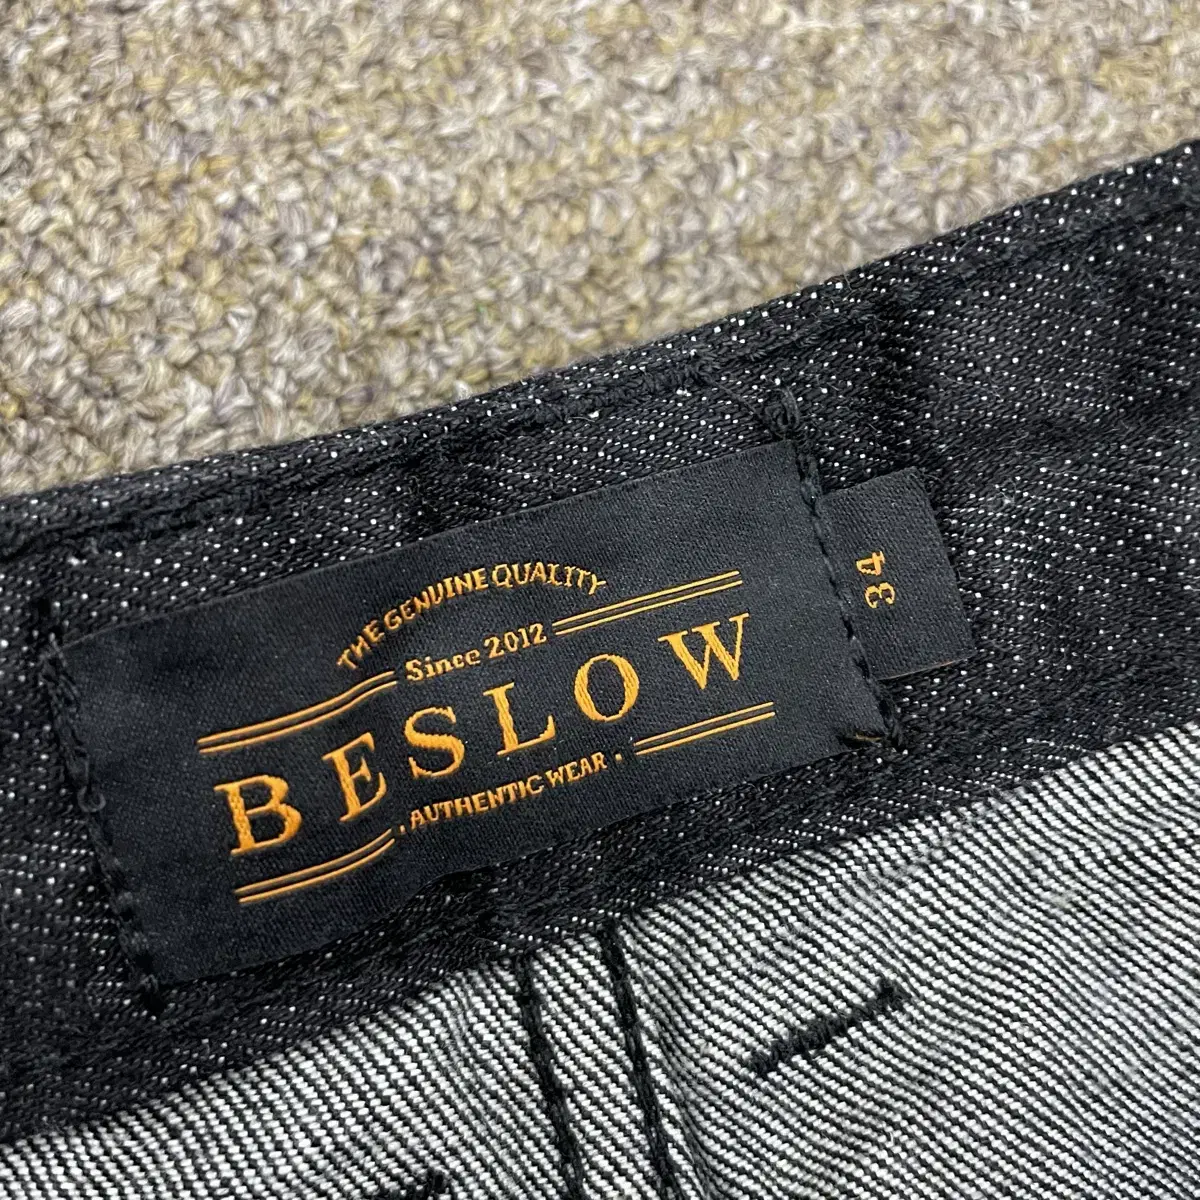 THE GENUINE QUALITY
Since 2012
BESLOW
. AUTHENTIC WEAR .
34